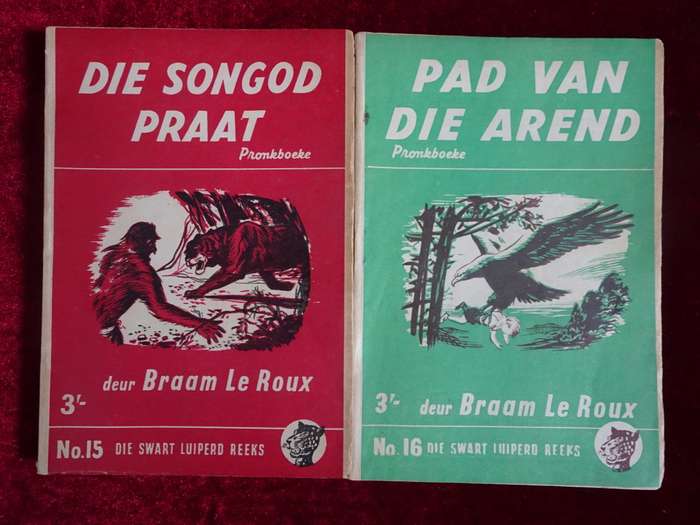 DIE SONGOD
PRAAT
Pronkboeke
deur Braam Le Roux
3'-
No.15 DIE SWART LUIPERD REEKS
PAD VAN
DIE AREND
Pronkboeke
3'- deur Braam Le Roux
No.16 DIE SWART LUIPERD REEKS